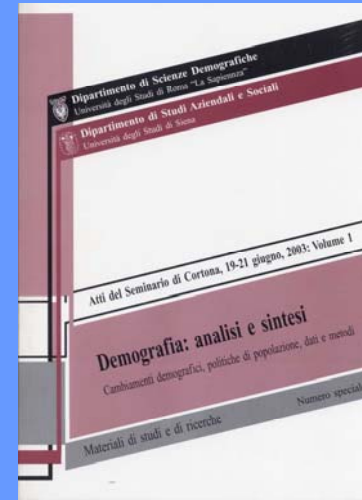 Dipartimento di Scienze Demografiche
Università degli Studi di Roma "La Sapienza"
Dipartimento di Studi Aziendali e Sociali
Università degli Studi di Siena
Atti del Seminario di Cortona, 19-21 giugno, 2003: Volume 1
Demografia: analisi e sintesi
Cambiamenti demografici, politiche di popolazione, dati e metodi
Numero special
Materiali di studi e di ricerche